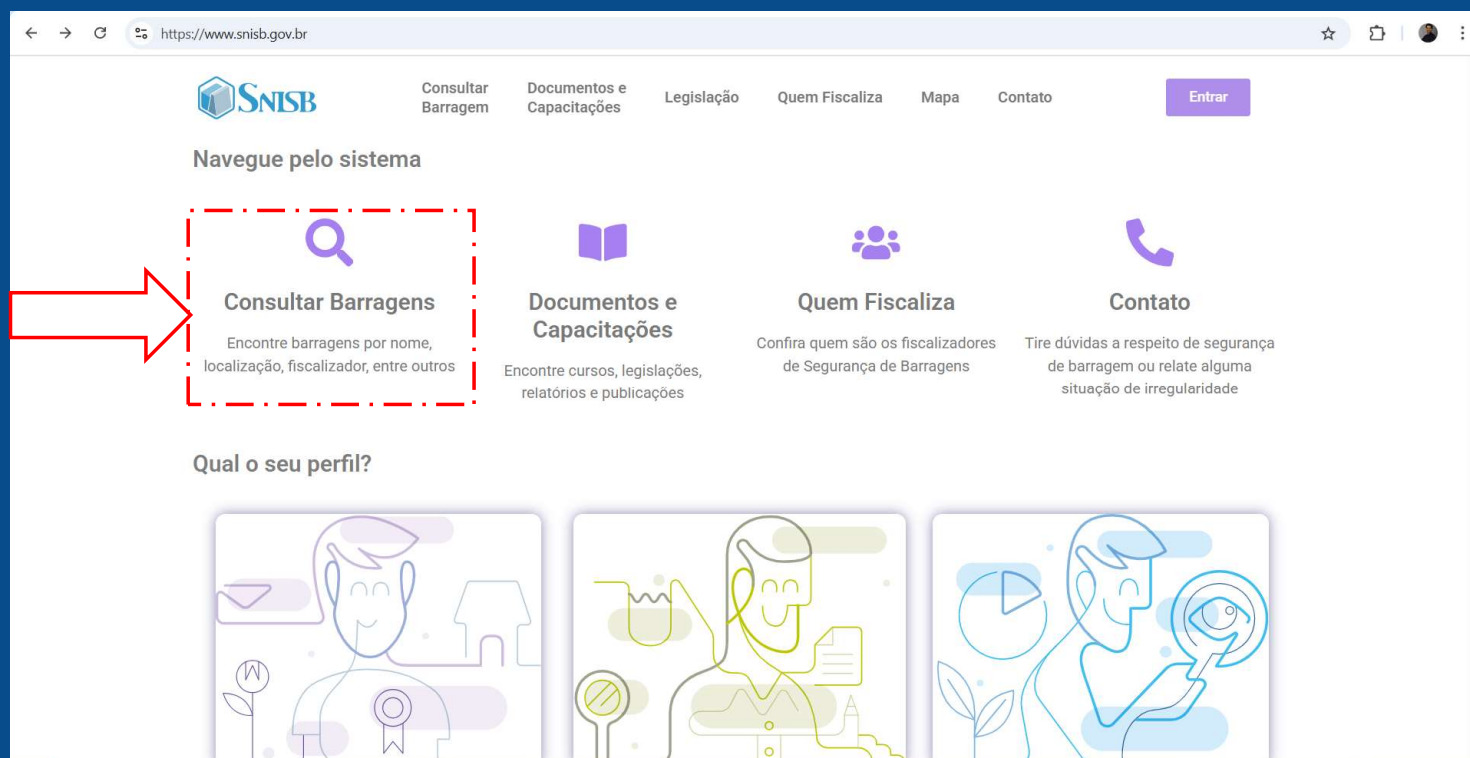 https://www.snisb.gov.br
SNISB
Consultar
Barragem
Documentos e
Capacitações
Legislação
Quem Fiscaliza
Mapa
Contato
Entrar
Navegue pelo sistema
Consultar Barragens
Encontre barragens por nome,
localização, fiscalizador, entre outros
Documentos e
Capacitações
Encontre cursos, legislações,
relatórios e publicações
Quem Fiscaliza
Confira quem são os fiscalizadores
de Segurança de Barragens
Contato
Tire dúvidas a respeito de segurança
de barragem ou relate alguma
situação de irregularidade
Qual o seu perfil?